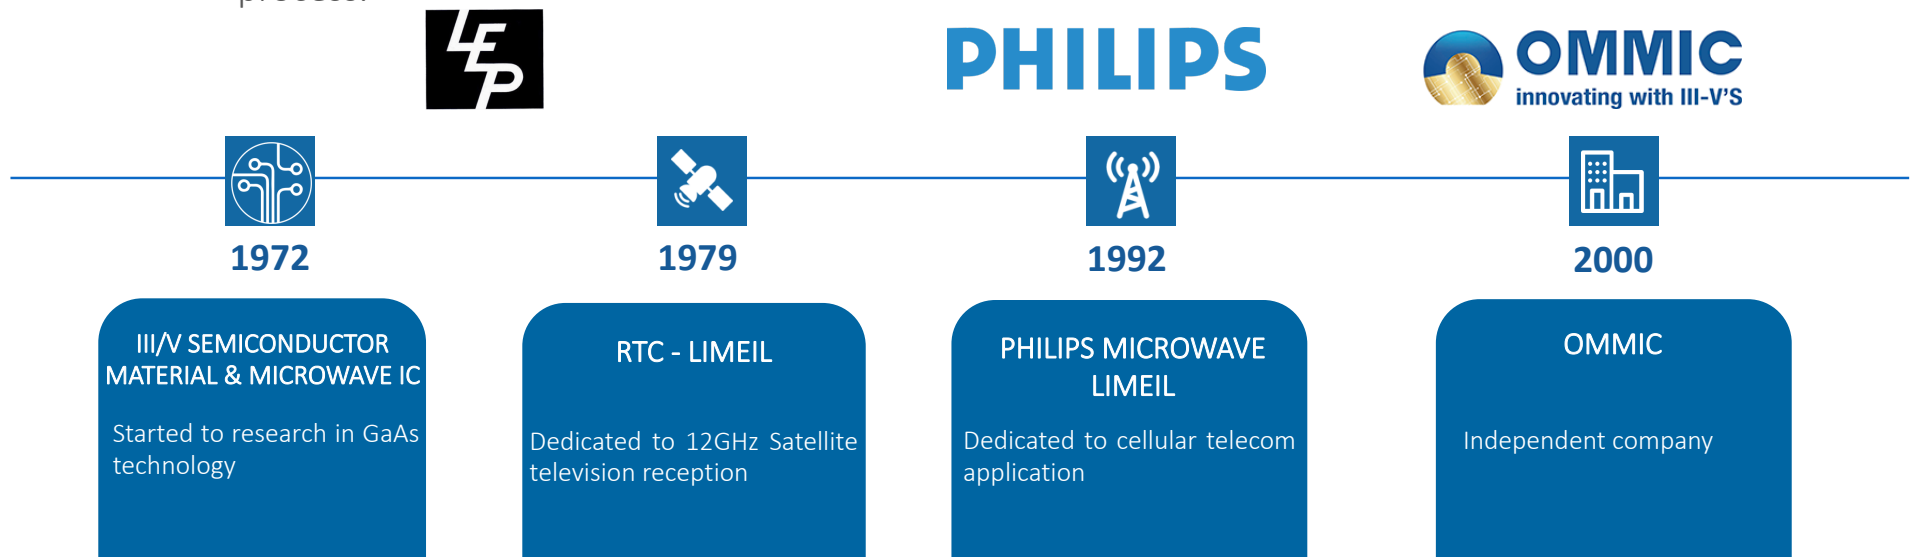 process.
LEP
PHILIPS
OMMIC
innovating with III-V'S
1972
1979
1992
2000
III/V SEMICONDUCTOR
MATERIAL & MICROWAVE IC
Started to research in GaAs
technology
RTC - LIMEIL
Dedicated to 12GHz Satellite
television reception
PHILIPS MICROWAVE
LIMEIL
Dedicated to cellular telecom
application
OMMIC
Independent company